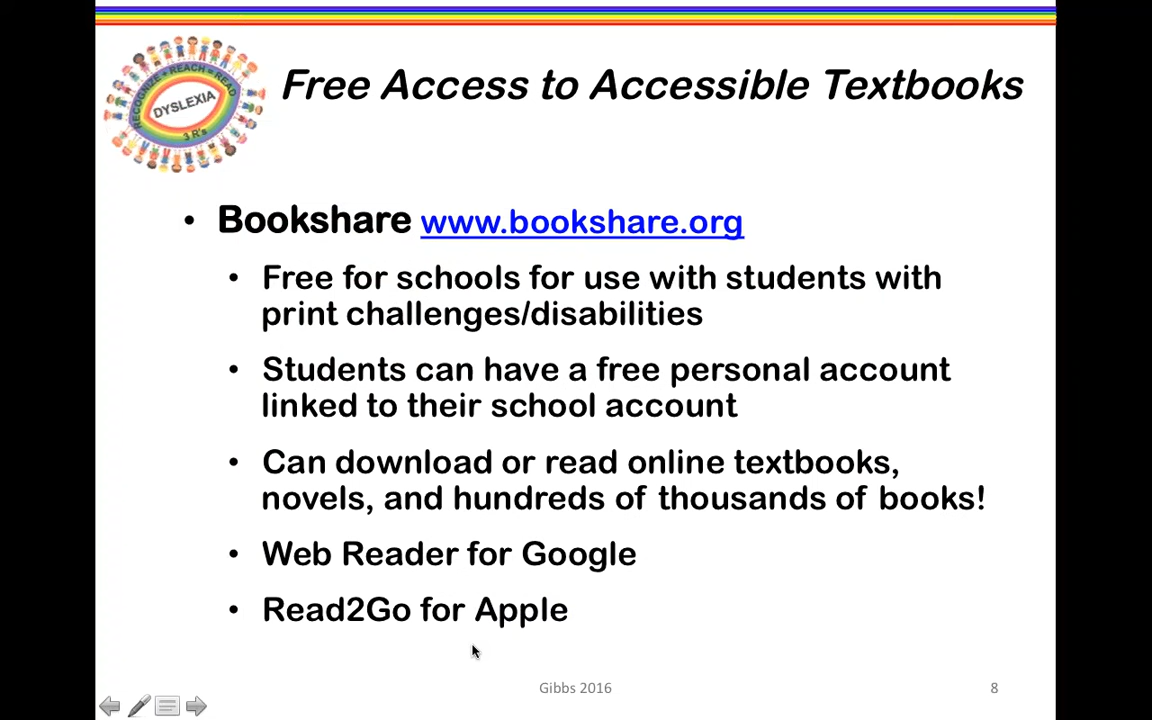 RECOGNIZE + REACH = READ
DYSLEXIA
3 R's
Free Access to Accessible Textbooks
• Bookshare www.bookshare.org
• Free for schools for use with students with
print challenges/disabilities
• Students can have a free personal account
linked to their school account
• Can download or read online textbooks,
novels, and hundreds of thousands of books!
• Web Reader for Google
• Read2Go for Apple
Gibbs 2016
8